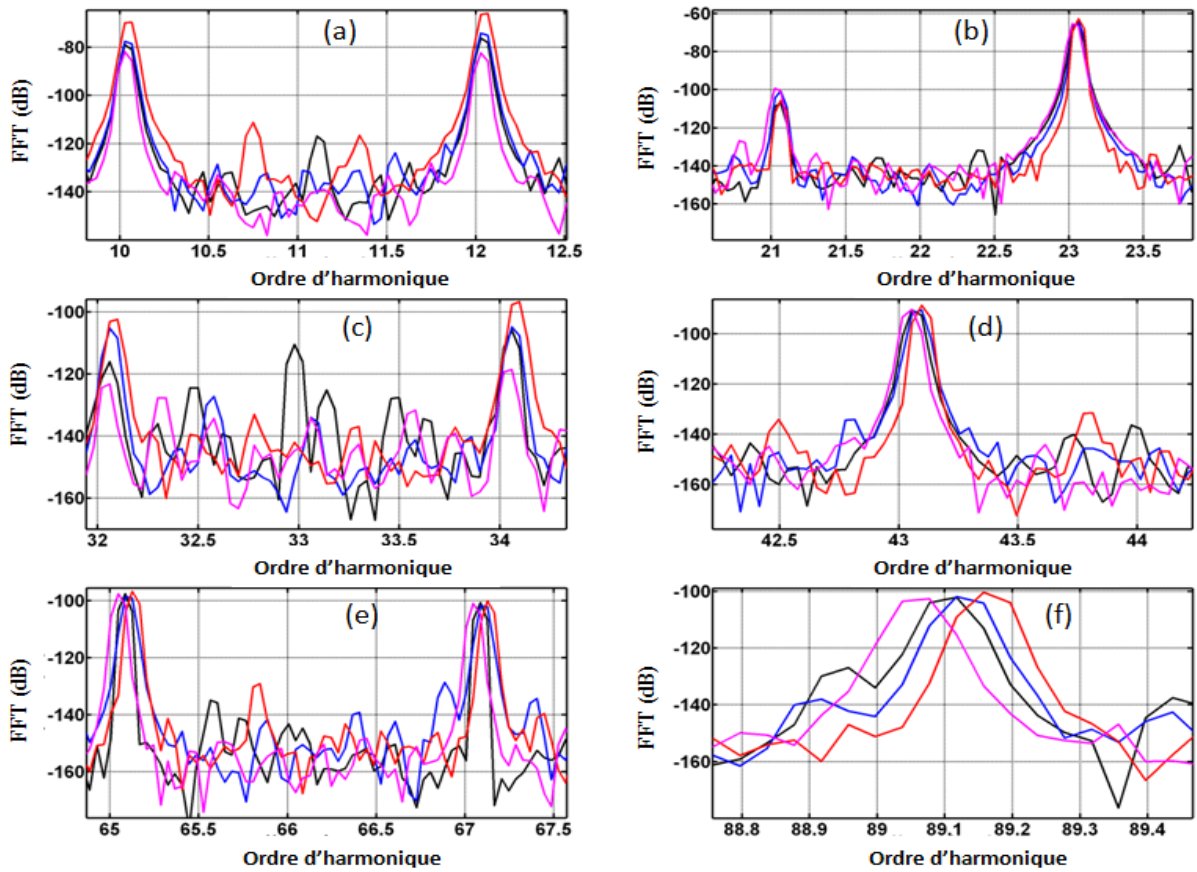 (a)
-80
-100
-120
-140
FFT (dB)
10 10.5 11 11.5 12 12.5
Ordre d’harmonique
(b)
-60
-80
-100
-120
-140
-160
FFT (dB)
21 21.5 22 22.5 23 23.5
Ordre d’harmonique
(c)
-100
-120
-140
-160
FFT (dB)
32 32.5 33 33.5 34
Ordre d’harmonique
(d)
-100
-120
-140
-160
FFT (dB)
42.5 43 43.5 44
Ordre d’harmonique
(e)
-100
-120
-140
-160
FFT (dB)
65 65.5 66 66.5 67 67.5
Ordre d’harmonique
(f)
-100
-120
-140
-160
FFT (dB)
88.8 88.9 89 89.1 89.2 89.3 89.4
Ordre d’harmonique